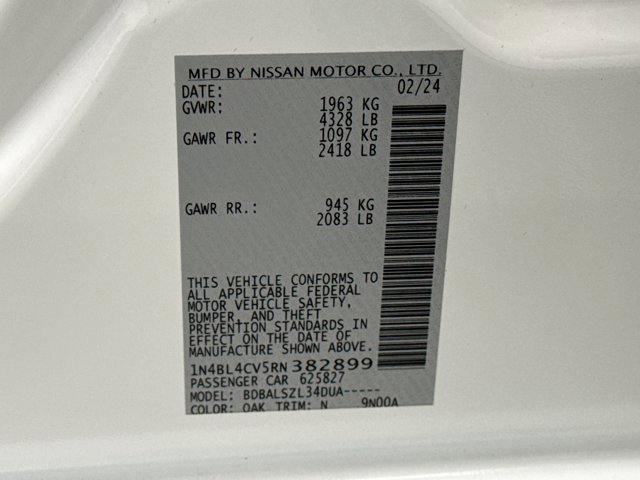 MFD BY NISSAN MOTOR CO., LTD.
DATE: 02/24
GVWR: 1963 KG
4328 LB
GAWR FR.: 1097 KG
2418 LB
GAWR RR.: 945 KG
2083 LB
THIS VEHICLE CONFORMS TO
ALL APPLICABLE FEDERAL
MOTOR VEHICLE SAFETY,
BUMPER, AND THEFT
PREVENTION STANDARDS IN
EFFECT ON THE DATE OF
MANUFACTURE SHOWN ABOVE.
1N4BL4CV5RN382899
PASSENGER CAR 625827
MODEL: BDBALSZL34DUA-----
COLOR: QAK TRIM: N 9N00A